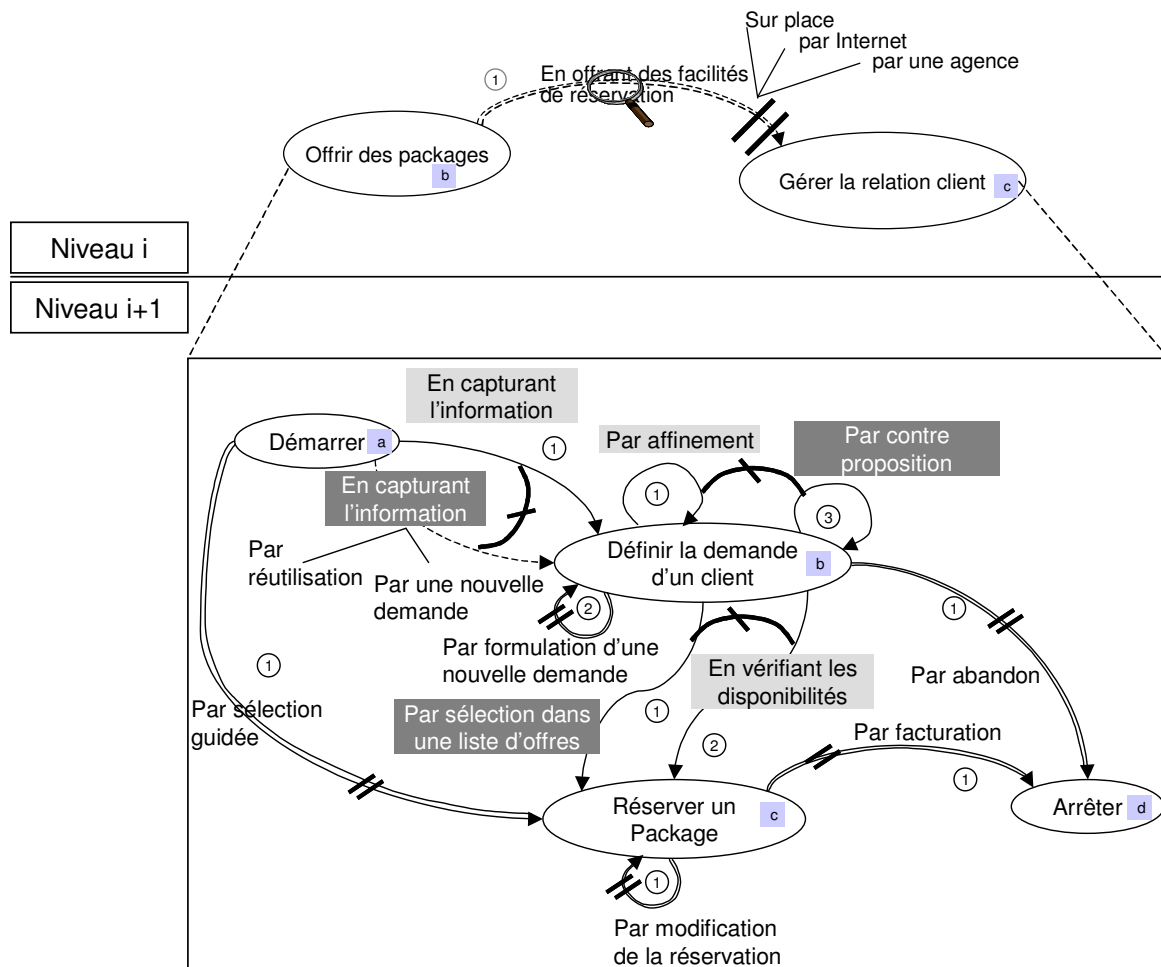 Sur place
par Internet
par une agence
1
En offrant des facilités
de réservation
Offrir des packages
b
Gérer la relation client
c
Niveau i
Niveau i+1
En capturant
l'information
Démarrer
a
1
Par affinement
Par contre
proposition
1
3
En capturant
l'information
Par
réutilisation
Par une nouvelle
demande
Définir la demande
d'un client
b
2
1
Par formulation d'une
nouvelle demande
En vérifiant les
disponibilités
Par abandon
1
Par sélection
guidée
Par sélection dans
une liste d'offres
1
2
Par facturation
1
Réserver un
Package
c
Arrêter
d
1
Par modification
de la réservation